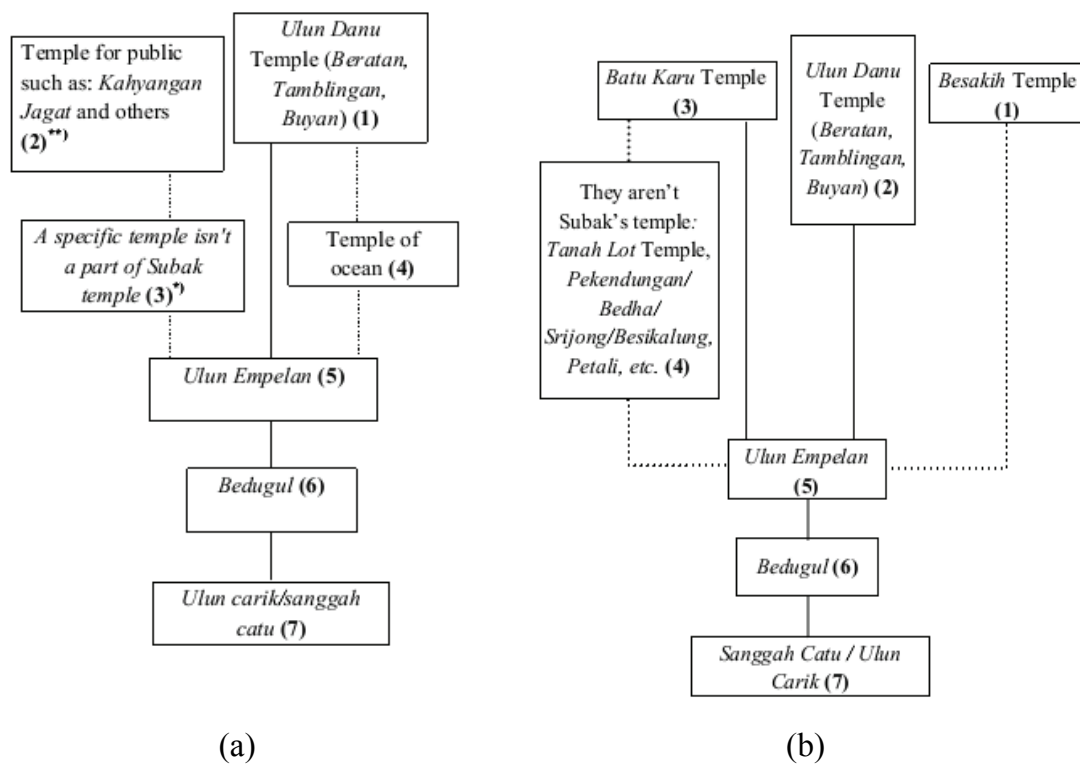 Temple for public
such as: Kahyangan
Jagat and others
(2)**)
Ulun Danu
Temple (Beratan,
Tamblingan,
Buyan) (1)
A specific temple isn't
a part of Subak
temple (3)*)
Temple of
ocean (4)
Ulun Empelan (5)
Bedugul (6)
Ulun carik/sanggah
catu (7)
(a)
Batu Karu Temple
(3)
Ulun Danu
Temple
(Beratan,
Tamblingan,
Buyan) (2)
Besakih Temple
(1)
They aren't
Subak's temple:
Tanah Lot Temple,
Pekendungan/
Bedha/
Srijong/Besikalung,
Petali, etc. (4)
Ulun Empelan
(5)
Bedugul (6)
Sanggah Catu / Ulun
Carik (7)
(b)